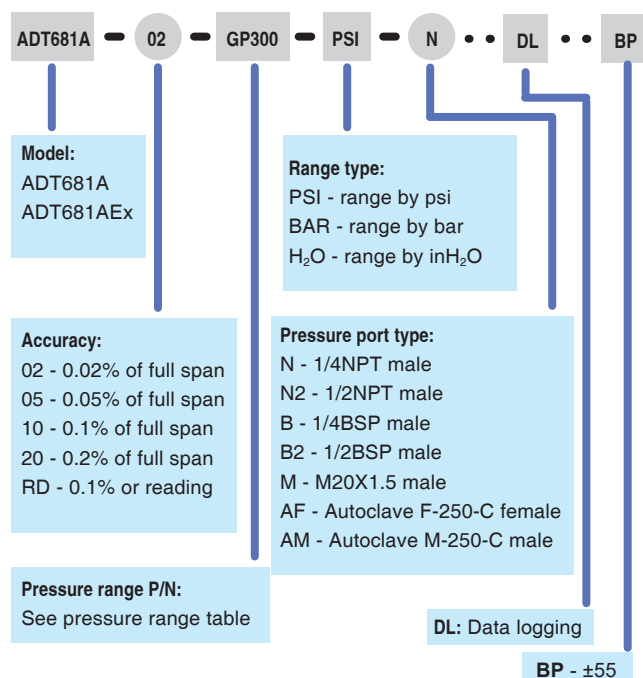 ADT681A – 02 – GP300 – PSI – N · · DL · · BP
Model:
ADT681A
ADT681AEx
Range type:
PSI - range by psi
BAR - range by bar
H₂O - range by inH₂O
Accuracy:
02 - 0.02% of full span
05 - 0.05% of full span
10 - 0.1% of full span
20 - 0.2% of full span
RD - 0.1% or reading
Pressure port type:
N - 1/4NPT male
N2 - 1/2NPT male
B - 1/4BSP male
B2 - 1/2BSP male
M - M20X1.5 male
AF - Autoclave F-250-C female
AM - Autoclave M-250-C male
Pressure range P/N:
See pressure range table
DL: Data logging
BP - ±55